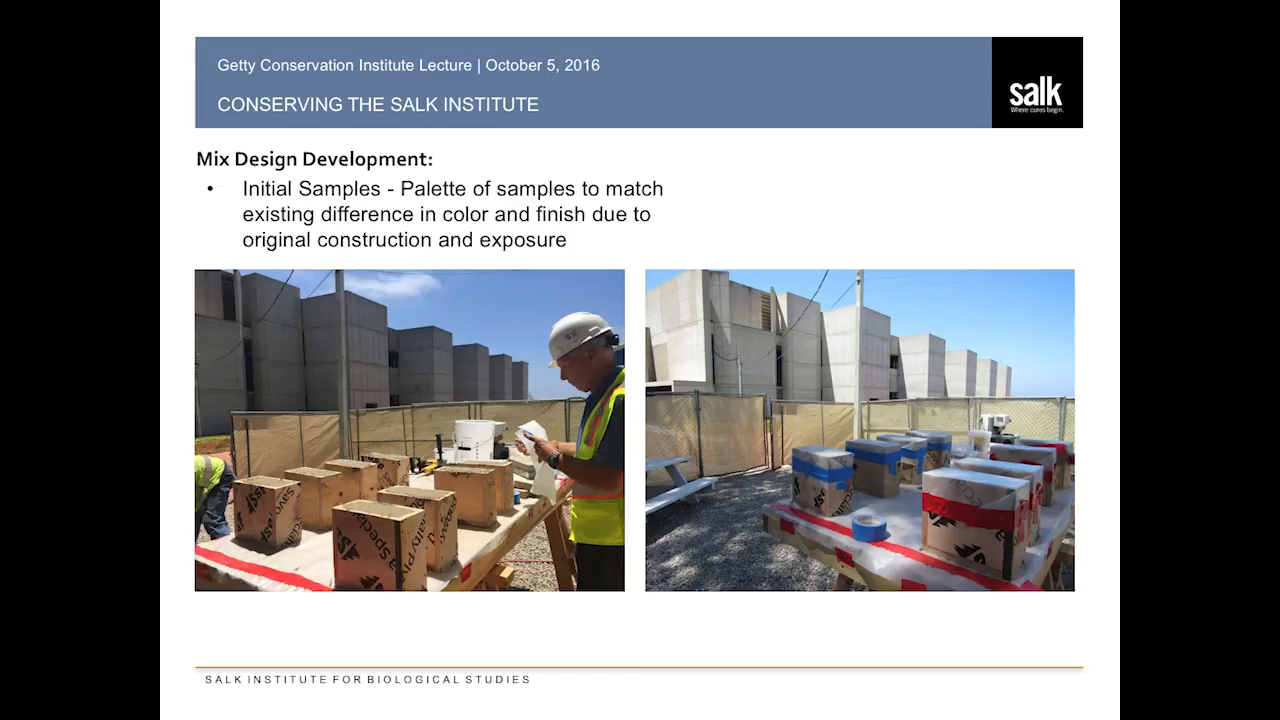 Getty Conservation Institute Lecture | October 5, 2016
CONSERVING THE SALK INSTITUTE
salk
Where cures begin.
Mix Design Development:
• Initial Samples - Palette of samples to match
existing difference in color and finish due to
original construction and exposure
SALK INSTITUTE FOR BIOLOGICAL STUDIES